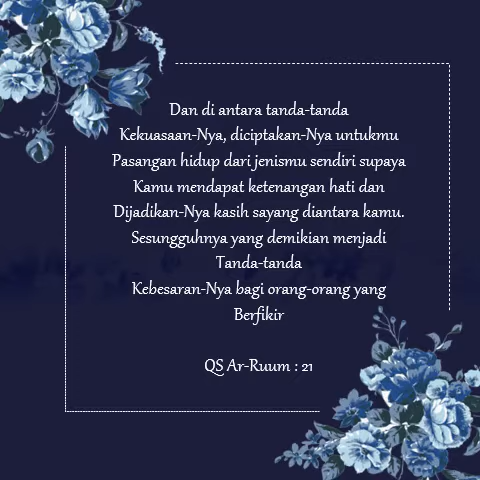 Dan di antara tanda-tanda
Kekuasaan-Nya, diciptakan-Nya untukmu
Pasangan hidup dari jenismu sendiri supaya
Kamu mendapat ketenangan hati dan
Dijadikan-Nya kasih sayang diantara kamu.
Sesungguhnya yang demikian menjadi
Tanda-tanda
Kebesaran-Nya bagi orang-orang yang
Berfikir
QS Ar-Ruum : 21